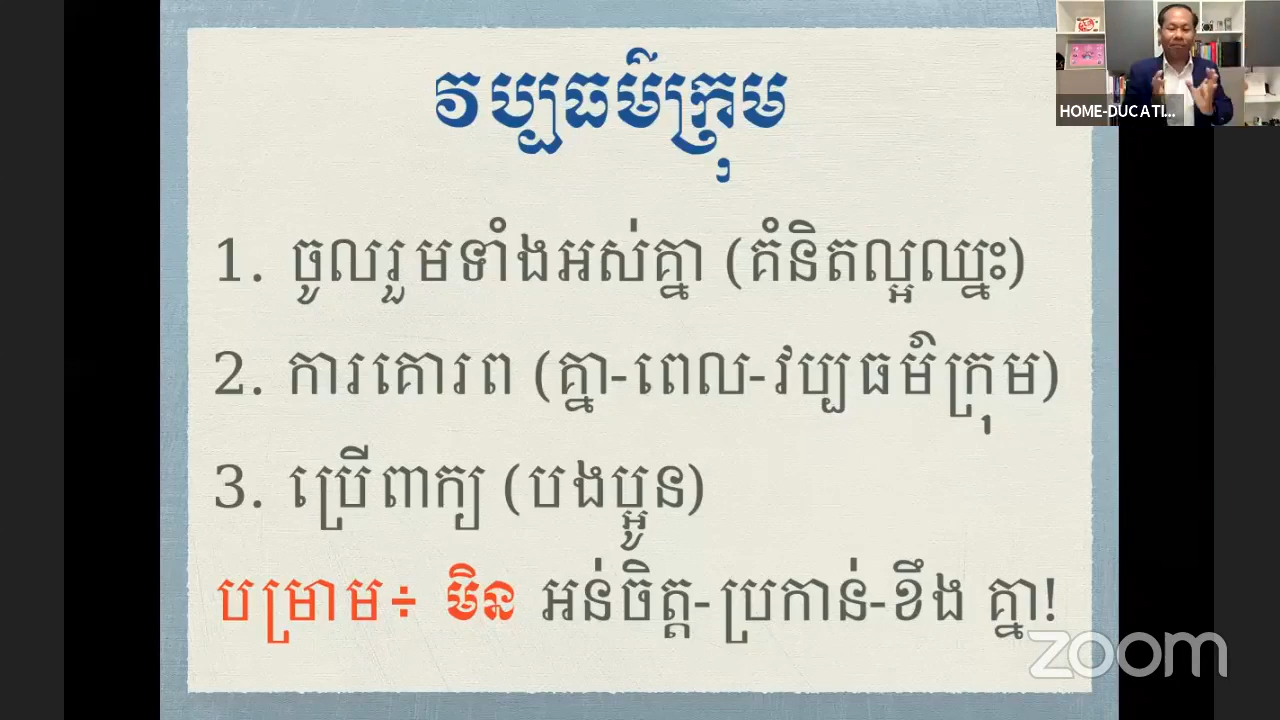 វប្បធម៌ក្រុម
HOME-DUCATI...
1. ចូលរួមទាំងអស់គ្នា (គំនិតល្អឈ្នះ)
2. ការគោរព (គ្នា-ពេល-វប្បធម៌ក្រុម)
3. ប្រើពាក្យ (បងប្អូន)
បម្រាម÷ មិន អន់ចិត្ត-ប្រកាន់-ខឹង គ្នា!
zoom